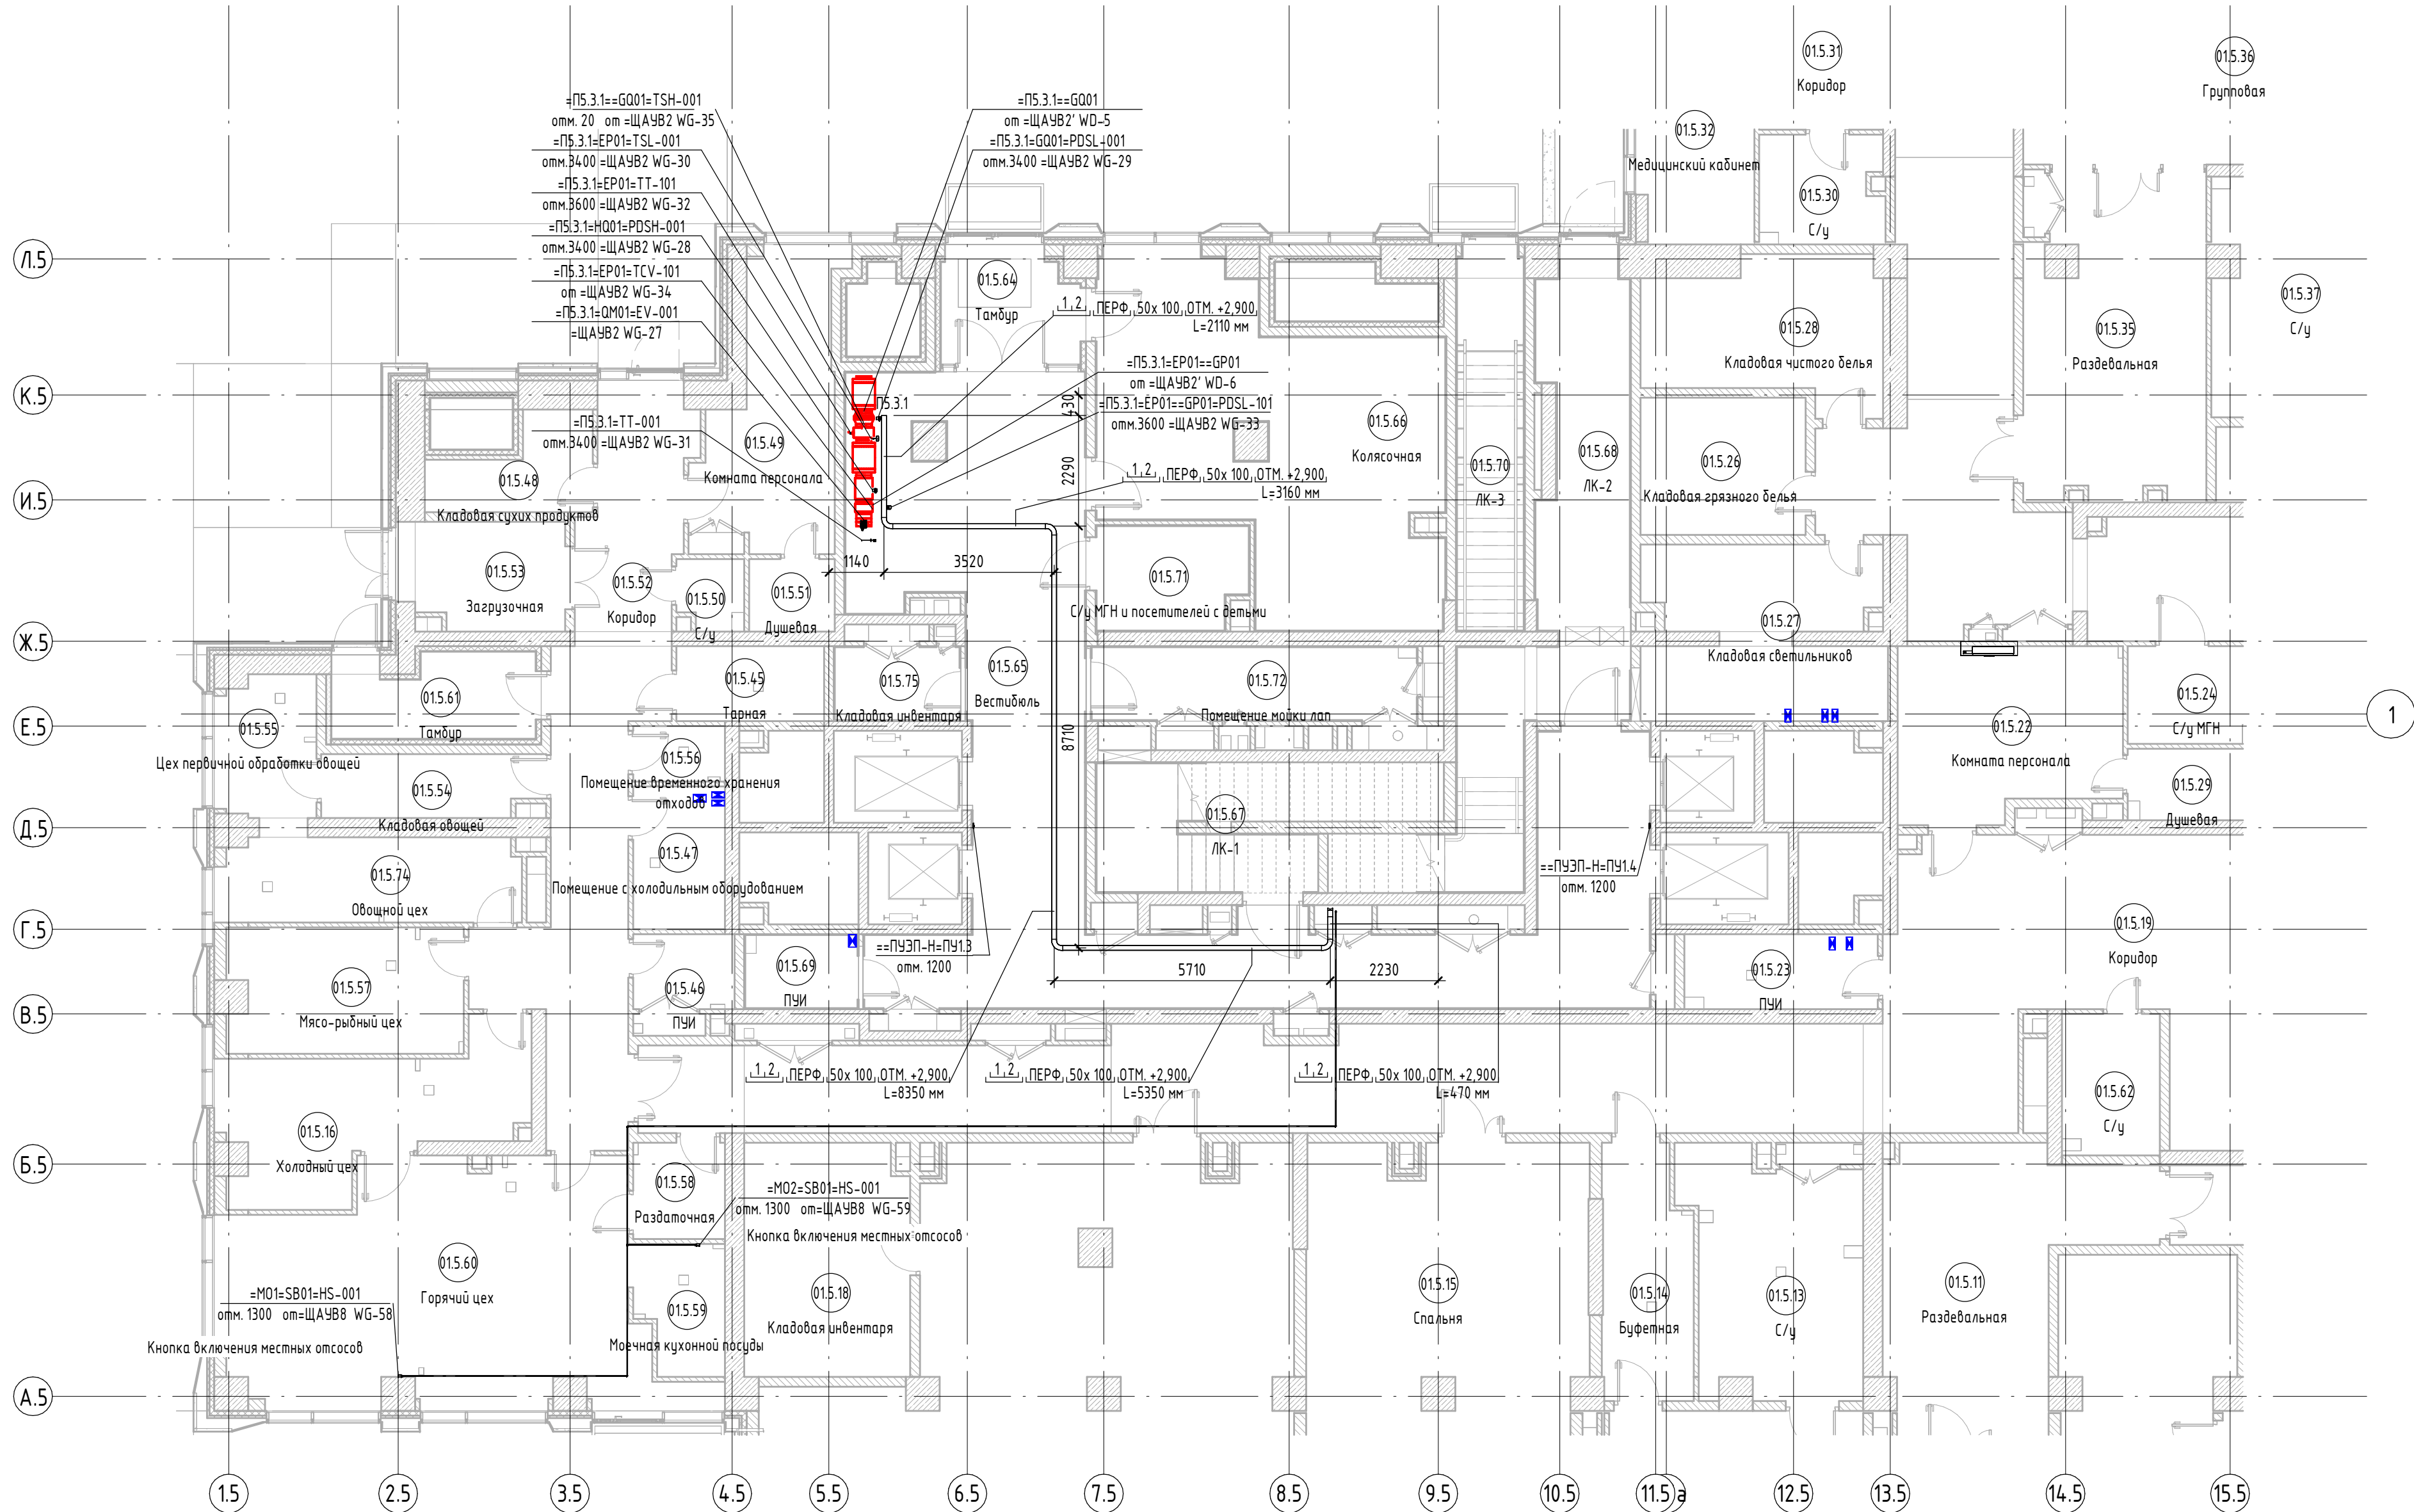 01.5.31
Коридор
01.5.36
Групповая
=П5.3.1==GQ01=TSH-001
отм. 20 от =ЩАУВ2 WG-35
=П5.3.1=EP01=TSL-001
отм.3400 =ЩАУВ2 WG-30
=П5.3.1=EP01=TT-101
отм.3600 =ЩАУВ2 WG-32
=П5.3.1=HQ01=PDSH-001
отм.3400 =ЩАУВ2 WG-28
=П5.3.1=EP01=TCV-101
от =ЩАУВ2 WG-34
=П5.3.1=QM01=EV-001
=ЩАУВ2 WG-27
=П5.3.1==GQ01
от =ЩАУВ2' WD-5
=П5.3.1=GQ01=PDSL-001
отм.3400 =ЩАУВ2 WG-29
01.5.32
Медицинский кабинет
01.5.30
С/у
Л.5
01.5.64
Тамбур
1,2 ПЕРФ, 50х 100, ОТМ. +2,900,
L=2110 мм
01.5.28
Кладовая чистого белья
01.5.35
Раздевальная
01.5.37
С/у
=П5.3.1=EP01==GP01
от =ЩАУВ2' WD-6
=П5.3.1=EP01==GP01=PDSL-101
отм.3600 =ЩАУВ2 WG-33
К.5
П5.3.1
430
=П5.3.1=TT-001
отм.3400 =ЩАУВ2 WG-31
01.5.49
Комната персонала
01.5.66
Колясочная
2290
1,2 ПЕРФ, 50х 100, ОТМ. +2,900,
L=3160 мм
01.5.70
ЛК-3
01.5.68
ЛК-2
01.5.26
Кладовая грязного белья
И.5
01.5.48
Кладовая сухих продуктов
1140
3520
01.5.53
Загрузочная
01.5.52
Коридор
01.5.50
С/у
01.5.51
Душевая
01.5.71
С/у МГН и посетителей с детьми
01.5.27
Кладовая светильников
Ж.5
01.5.61
Тамбур
01.5.45
Тарная
01.5.75
Кладовая инвентаря
01.5.65
Вестибюль
01.5.72
Помещение мойки лап
01.5.22
Комната персонала
01.5.24
С/у МГН
1
Е.5
01.5.55
Цех первичной обработки овощей
01.5.56
Помещение временного хранения
отходов
8710
01.5.54
Кладовая овощей
01.5.67
ЛК-1
01.5.29
Душевая
Д.5
01.5.74
Овощной цех
01.5.47
Помещение с холодильным оборудованием
==ПУЭП-Н=ПУ1.4
отм. 1200
Г.5
==ПУЭП-Н=ПУ1.3
отм. 1200
01.5.19
Коридор
01.5.57
Мясо-рыбный цех
01.5.46
ПУИ
01.5.69
ПУИ
5710
2230
01.5.23
ПУИ
В.5
1,2 ПЕРФ, 50х 100, ОТМ. +2,900,
L=8350 мм
1,2 ПЕРФ, 50х 100, ОТМ. +2,900,
L=5350 мм
1,2 ПЕРФ, 50х 100, ОТМ. +2,900,
L=470 мм
01.5.62
С/у
01.5.16
Холодный цех
Б.5
01.5.58
Раздаточная
=МО2=SB01=HS-001
отм. 1300 от=ЩАУВ8 WG-59
Кнопка включения местных отсосов
01.5.60
Горячий цех
=МО1=SB01=HS-001
отм. 1300 от=ЩАУВ8 WG-58
Кнопка включения местных отсосов
01.5.59
Моечная кухонной посуды
01.5.18
Кладовая инвентаря
01.5.15
Спальня
01.5.14
Буфетная
01.5.13
С/у
01.5.11
Раздевальная
А.5
1.5
2.5
3.5
4.5
5.5
6.5
7.5
8.5
9.5
10.5
11.5
12.5
13.5
14.5
15.5